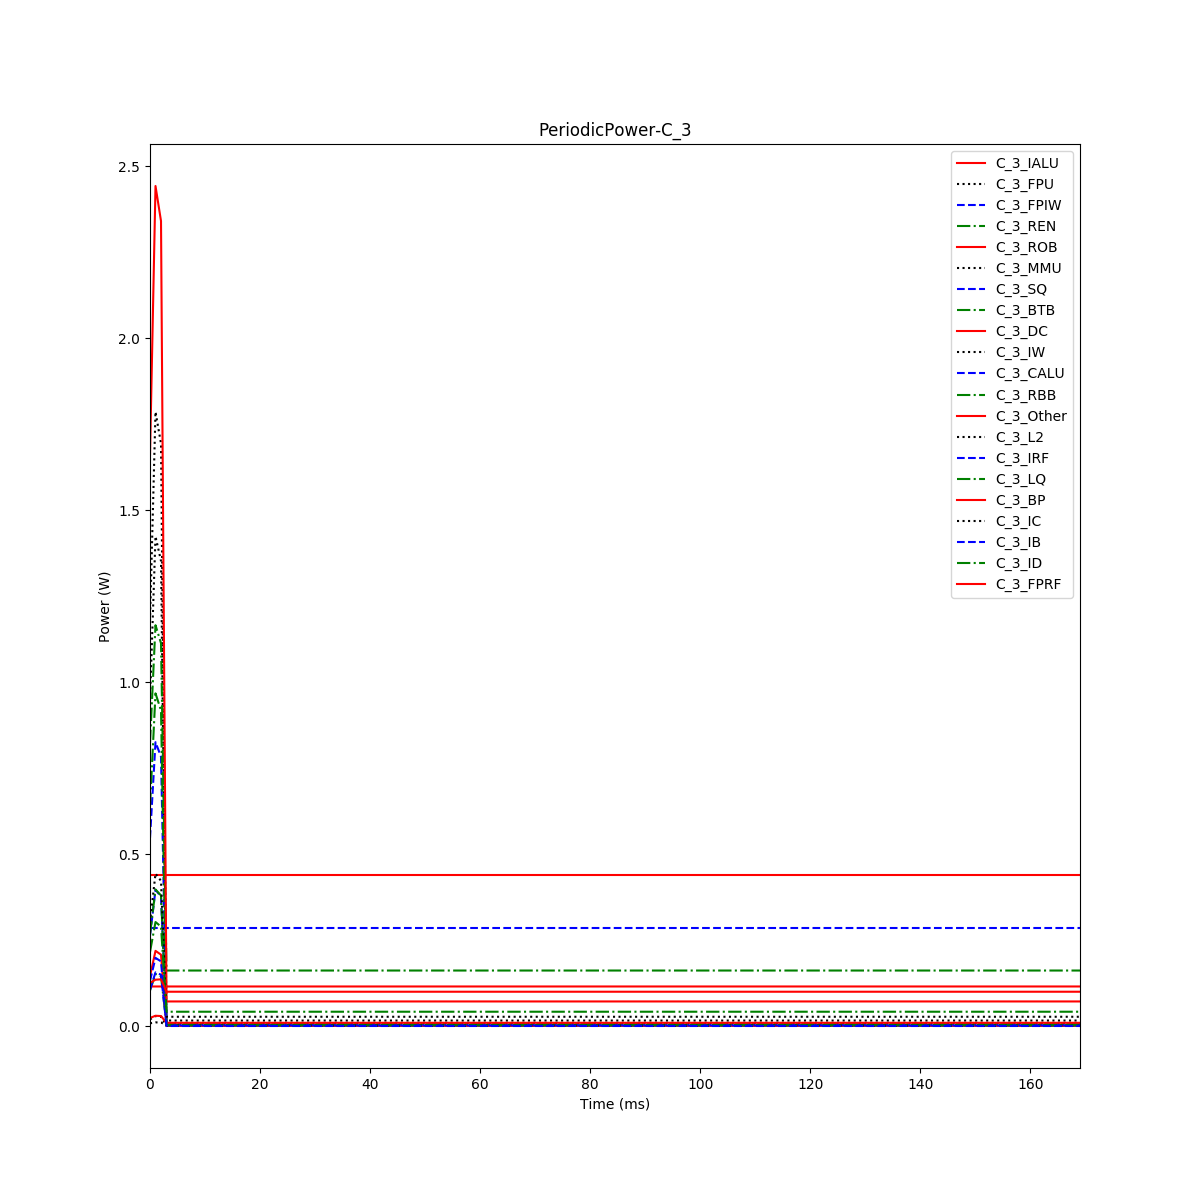 PeriodicPower-C_3
2.5
2.0
1.5
1.0
0.5
0.0
Power (W)
0
20
40
60
80
100
120
140
160
Time (ms)
C_3_IALU
C_3_FPU
C_3_FPIW
C_3_REN
C_3_ROB
C_3_MMU
C_3_SQ
C_3_BTB
C_3_DC
C_3_IW
C_3_CALU
C_3_RBB
C_3_Other
C_3_L2
C_3_IRF
C_3_LQ
C_3_BP
C_3_IC
C_3_IB
C_3_ID
C_3_FPRF